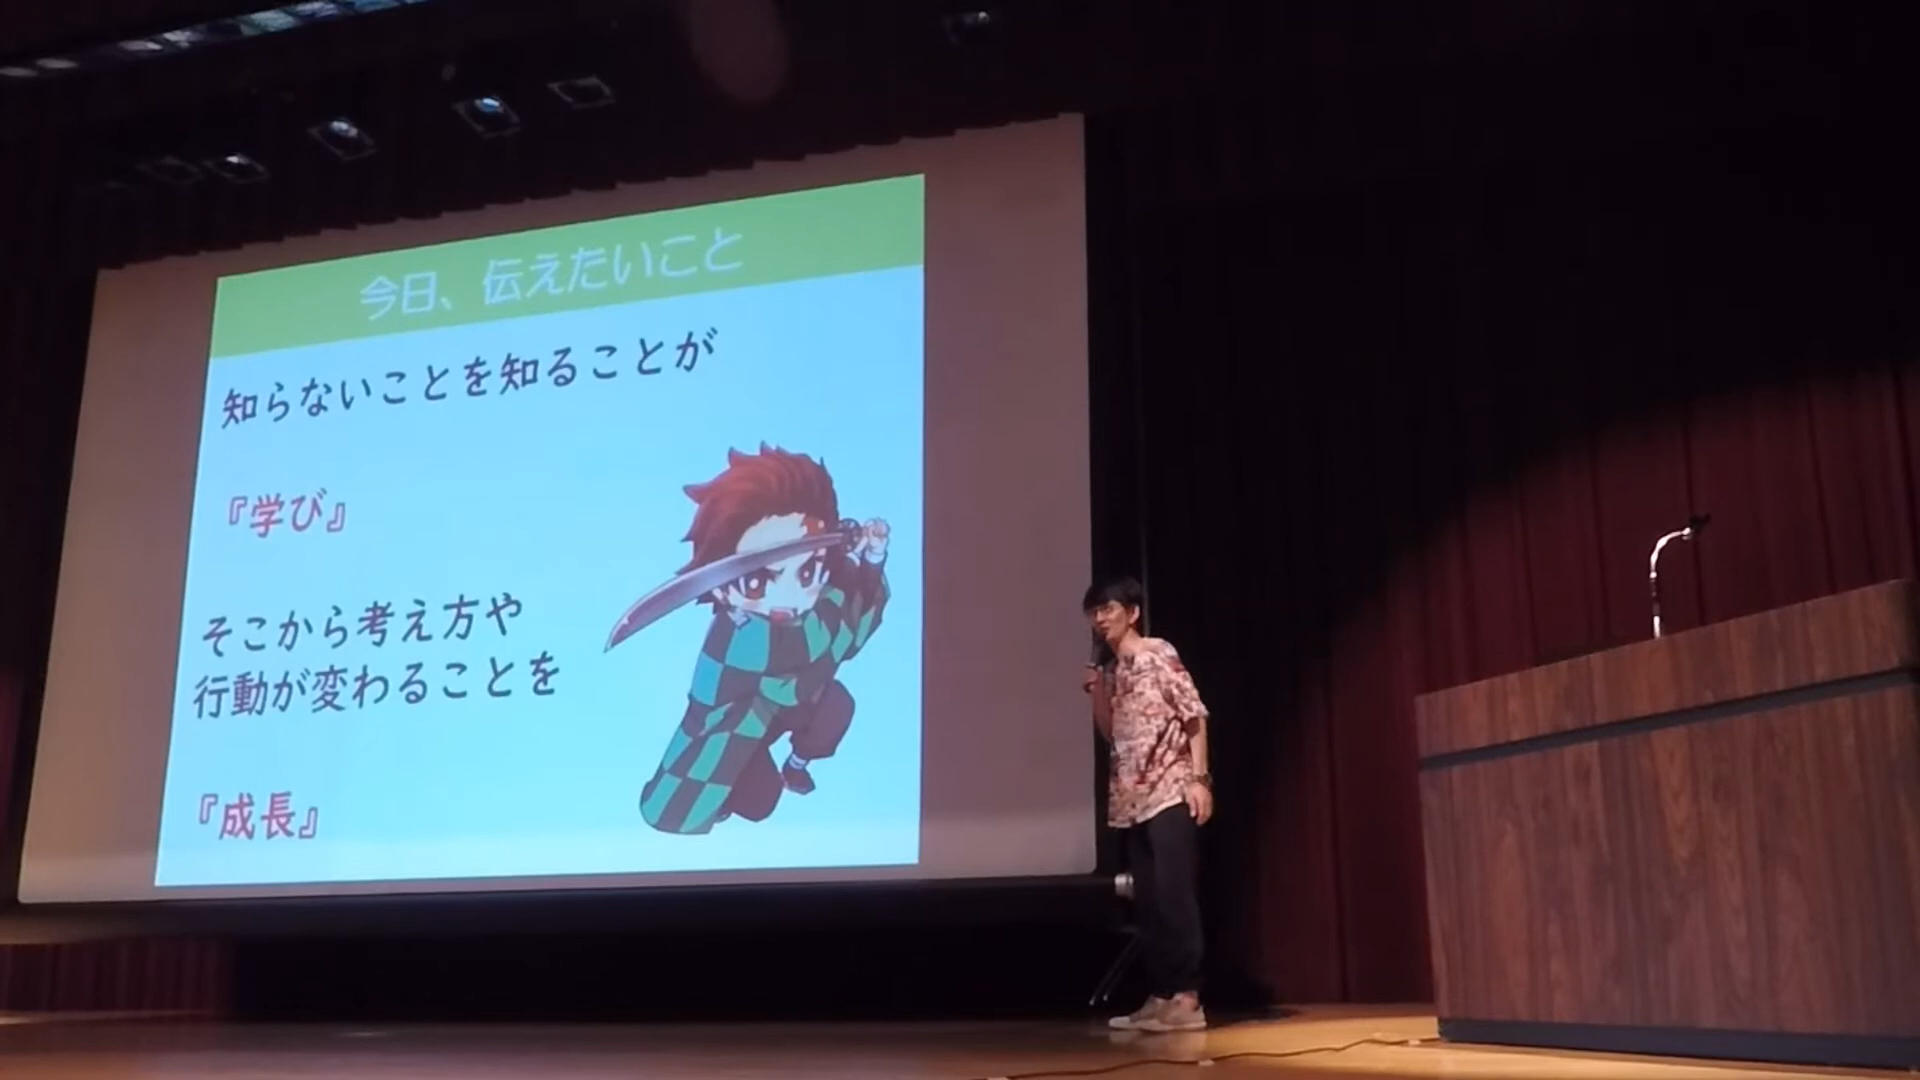 今日、伝えたいこと
知らないことを知ることが
『学び』
そこから考え方や
行動が変わることを
『成長』